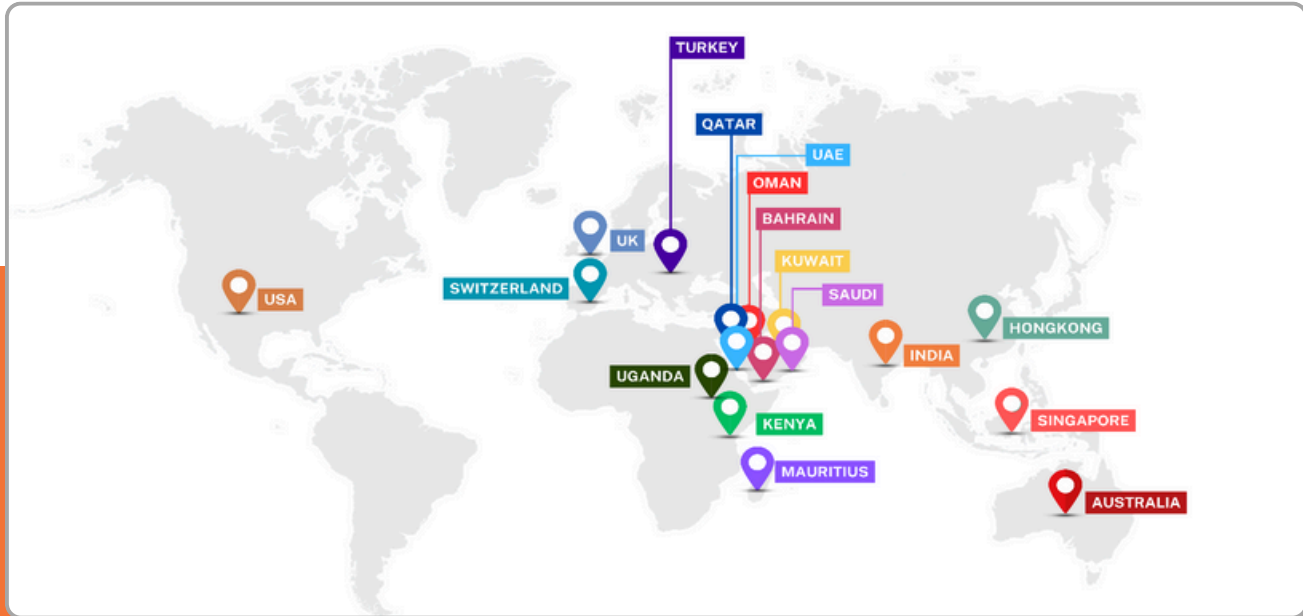 TURKEY
QATAR
UAE
OMAN
BAHRAIN
UK
KUWAIT
SWITZERLAND
SAUDI
USA
HONGKONG
INDIA
UGANDA
SINGAPORE
KENYA
MAURITIUS
AUSTRALIA